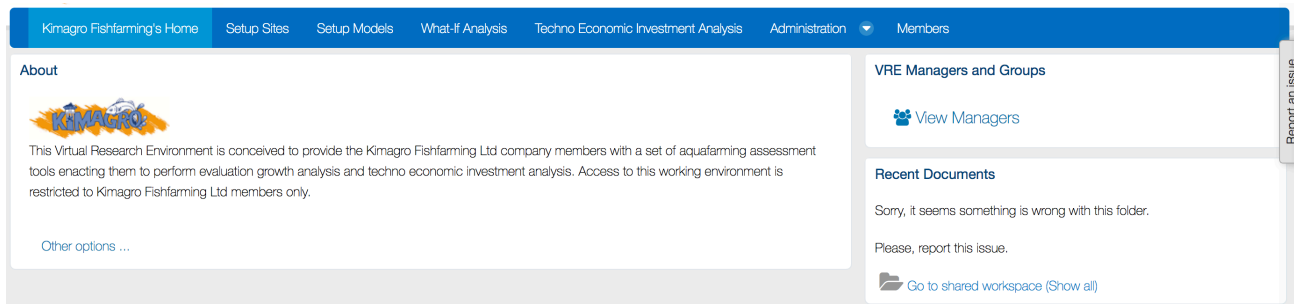 Kimagro Fishfarming's Home Setup Sites Setup Models What-If Analysis Techno Economic Investment Analysis Administration Members
About
KIMAGRO
This Virtual Research Environment is conceived to provide the Kimagro Fishfarming Ltd company members with a set of aquafarming assessment
tools enacting them to perform evaluation growth analysis and techno economic investment analysis. Access to this working environment is
restricted to Kimagro Fishfarming Ltd members only.
Other options ...
VRE Managers and Groups
View Managers
Recent Documents
Sorry, it seems something is wrong with this folder.
Please, report this issue.
Go to shared workspace (Show all)
Report an issue